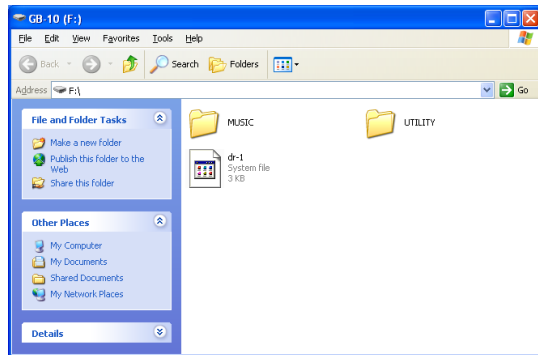 GB-10 (F:)
File Edit View Favorites Tools Help
Back Search Folders
Address F:\ Go
File and Folder Tasks
Make a new folder
Publish this folder to the
Web
Share this folder
Other Places
My Computer
My Documents
Shared Documents
My Network Places
Details
MUSIC UTILITY
dr-1
System file
3 KB